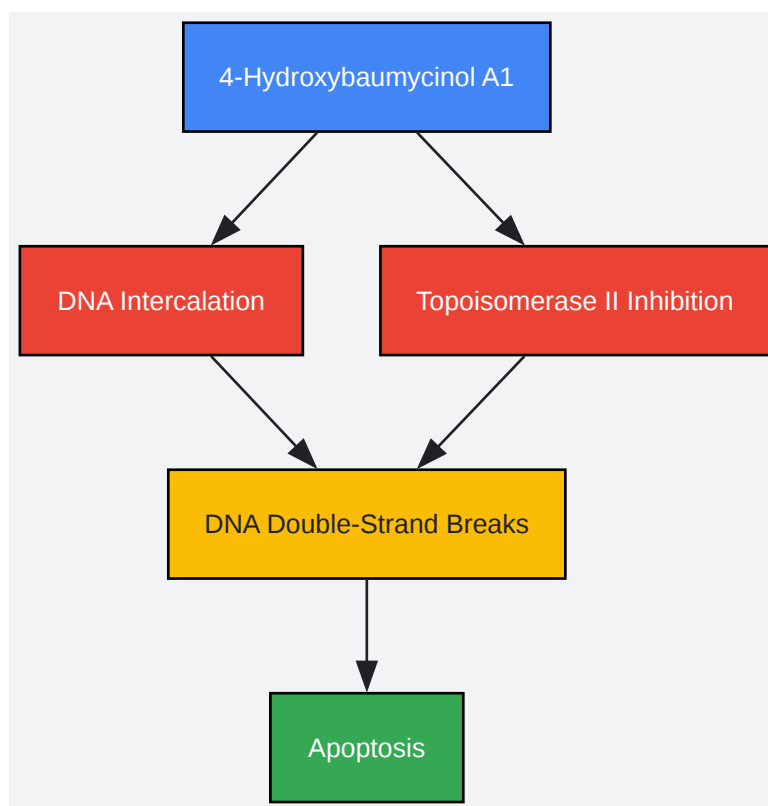 4-Hydroxybaumycinol A1
DNA Intercalation
Topoisomerase II Inhibition
DNA Double-Strand Breaks
Apoptosis